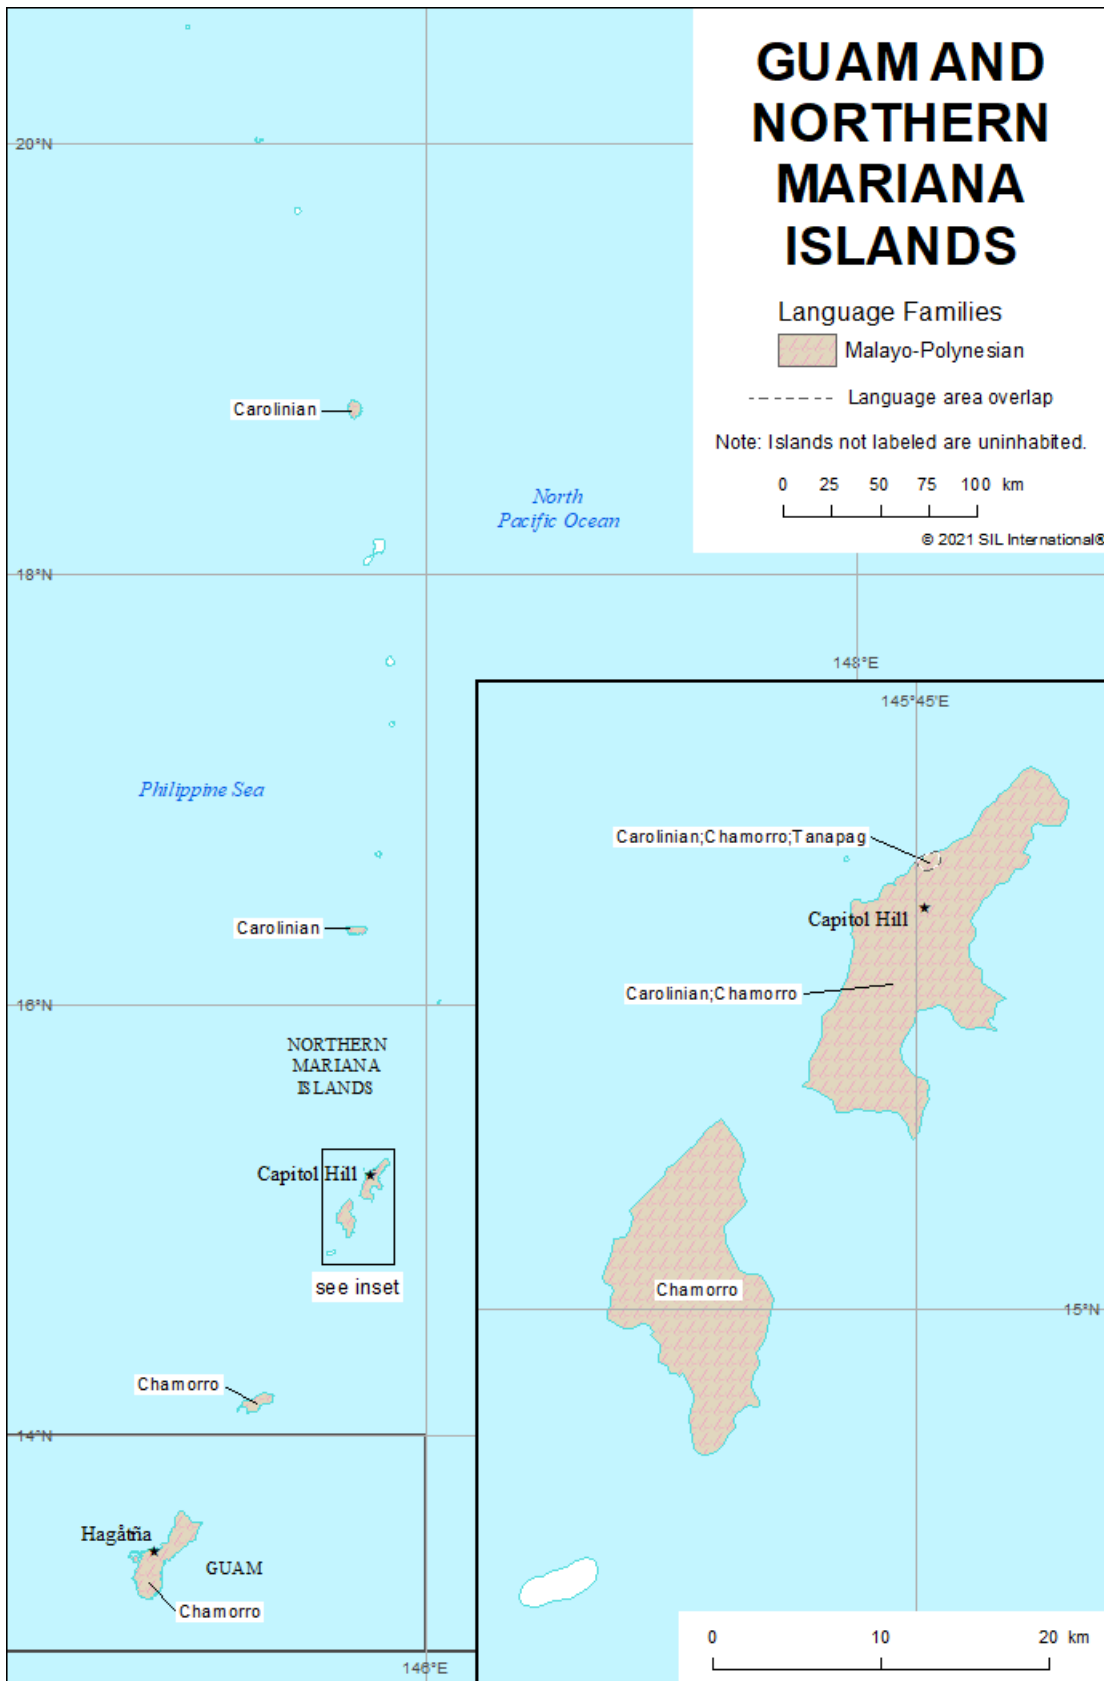 GUAM AND
NORTHERN
MARIANA
ISLANDS
Language Families
Malayo-Polynesian
Language area overlap
Note: Islands not labeled are uninhabited.
0 25 50 75 100 km
© 2021 SIL International®
20°N
Carolinian
North
Pacific Ocean
18°N
148°E
145°45'E
Philippine Sea
Carolinian;Chamorro;Tanapag
Capitol Hill
Carolinian
Carolinian;Chamorro
16°N
NORTHERN
MARIANA
ISLANDS
Capitol Hill
see inset
Chamorro
15°N
Chamorro
14°N
Hagåtña
GUAM
Chamorro
146°E
0 10 20 km